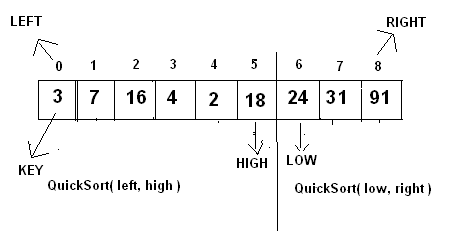 LEFT RIGHT
0 1 2 3 4 5 6 7 8
3 7 16 4 2 18 24 31 91
HIGH LOW
KEY
QuickSort( left, high ) QuickSort( low, right )